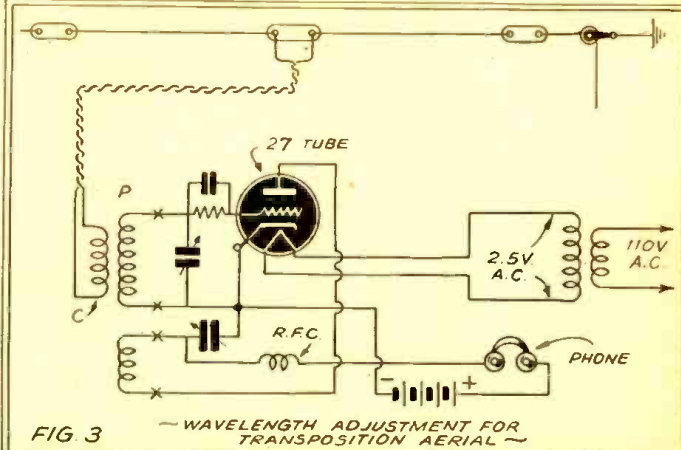 27 TUBE
P
C
2.5V
A.C.
110V
A.C.
R.F.C.
PHONE
- +
FIG. 3
~WAVELENGTH ADJUSTMENT FOR
TRANSPOSITION AERIAL~